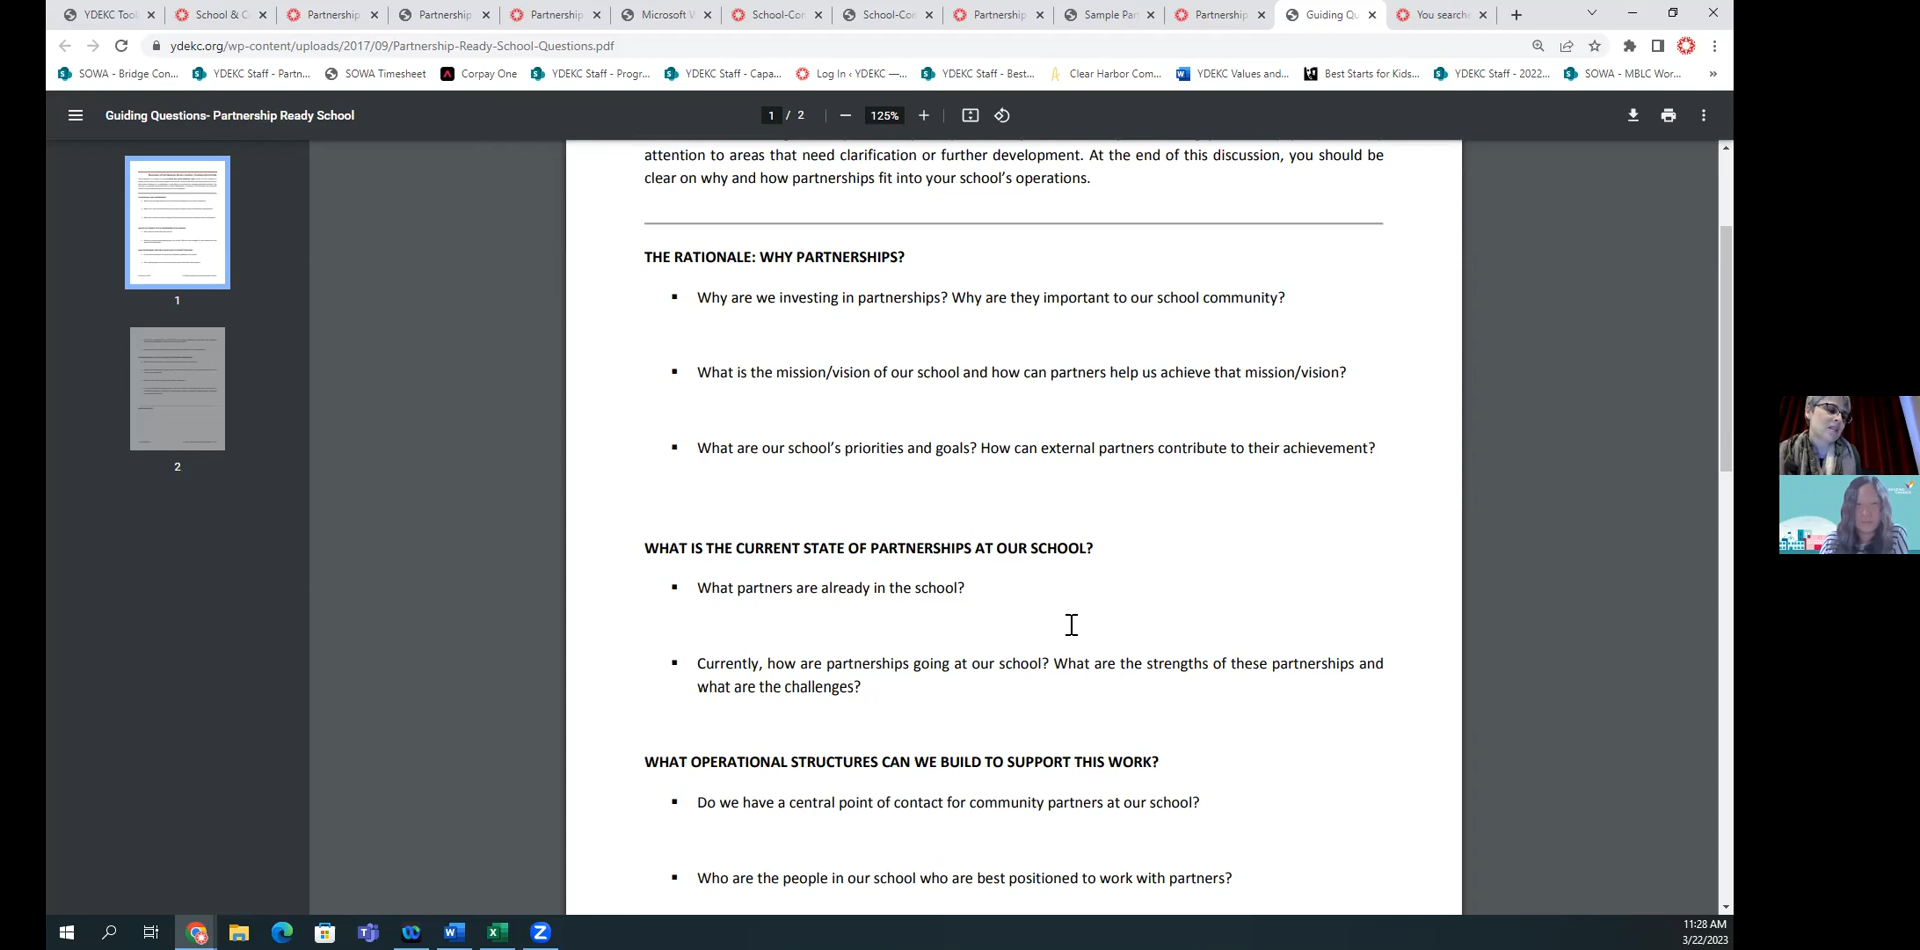 YDEKC Too
School & C
Partnership
Partnership
Partnership
Microsoft V
School-Cor
School-Cor
Partnership
Sample Par
Partnership
Guiding Qu
You search
ydekc.org/wp-content/uploads/2017/09/Partnership-Ready-School-Questions.pdf
SOWA - Bridge Con...
YDEKC Staff - Partn...
SOWA Timesheet
Corpay One
YDEKC Staff - Progr...
YDEKC Staff - Capa...
Log In ‹ YDEKC —...
YDEKC Staff - Best...
Clear Harbor Com...
YDEKC Values and...
Best Starts for Kids...
YDEKC Staff - 2022...
SOWA - MBLC Wor...
»
Guiding Questions- Partnership Ready School
1 / 2
125%
1
2
attention to areas that need clarification or further development. At the end of this discussion, you should be
clear on why and how partnerships fit into your school’s operations.
THE RATIONALE: WHY PARTNERSHIPS?
▪ Why are we investing in partnerships? Why are they important to our school community?
▪ What is the mission/vision of our school and how can partners help us achieve that mission/vision?
▪ What are our school’s priorities and goals? How can external partners contribute to their achievement?
WHAT IS THE CURRENT STATE OF PARTNERSHIPS AT OUR SCHOOL?
▪ What partners are already in the school?
▪ Currently, how are partnerships going at our school? What are the strengths of these partnerships and
what are the challenges?
WHAT OPERATIONAL STRUCTURES CAN WE BUILD TO SUPPORT THIS WORK?
▪ Do we have a central point of contact for community partners at our school?
▪ Who are the people in our school who are best positioned to work with partners?
11:28 AM
3/22/2023